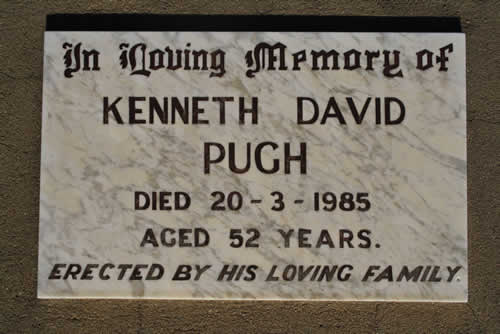 In Loving Memory of
KENNETH DAVID
PUGH
DIED 20-3-1985
AGED 52 YEARS.
ERECTED BY HIS LOVING FAMILY.